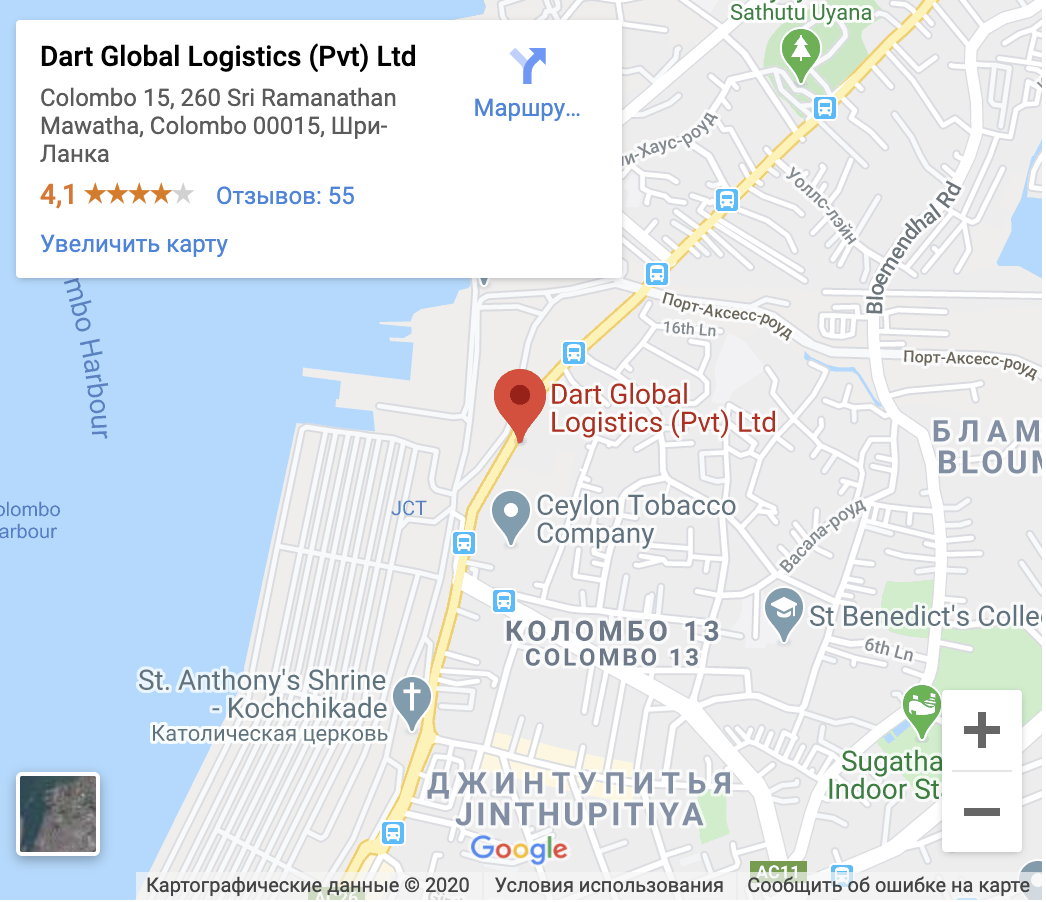 Sathutu Uyana
Dart Global Logistics (Pvt) Ltd
Colombo 15, 260 Sri Ramanathan
Mawatha, Colombo 00015, Шри-
Ланка
4,1
Отзывов: 55
Увеличить карту
Маршру...
уи-Хаус-роуд
Уоллс-лэйн
Bloemendhal Rd
Порт-Аксесс-роуд
16th Ln
Порт-Аксесс-роуд
mbo Harbour
Dart Global
Logistics (Pvt) Ltd
БЛАМ
BLOUM
olombo
arbour
JCT
Ceylon Tobacco
Company
Васала-роуд
St Benedict's Colle
6th Ln
КОЛОМБО 13
COLOMBO 13
St. Anthony's Shrine
- Kochchikade
Католическая церковь
Sugatha
Indoor St
+
−
ДЖИНТУПИТЬЯ
JINTHUPITIYA
Google
AC11
Картографические данные © 2020
Условия использования
Сообщить об ошибке на карте